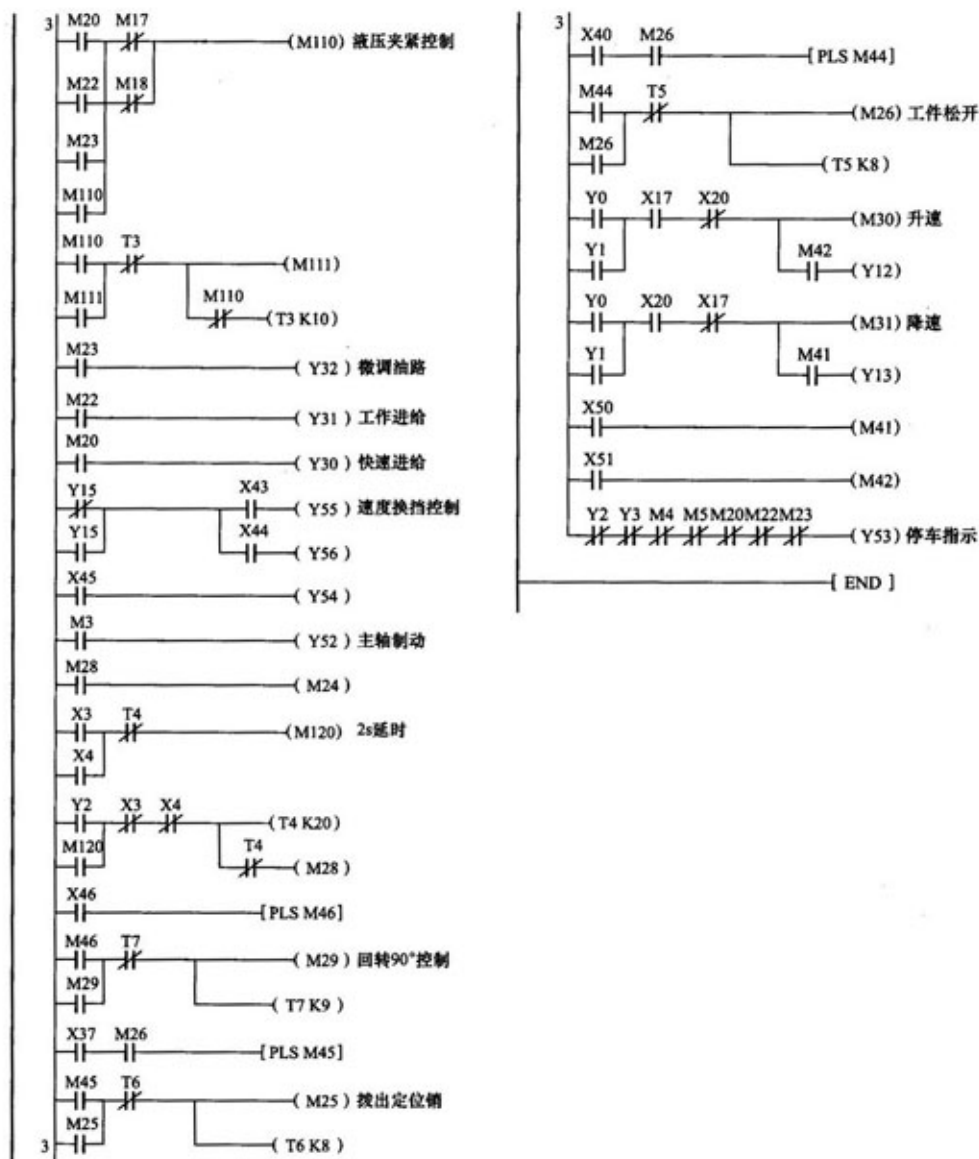 3
M20 M17
(M110) 液压夹紧控制
M22 M18
M23
M110
M110 T3
(M111)
M111
M110
(T3 K10)
M23
(Y32) 微调油路
M22
(Y31) 工作进给
M20
(Y30) 快速进给
Y15
X43
(Y55) 速度换挡控制
Y15
X44
(Y56)
X45
(Y54)
M3
(Y52) 主轴制动
M28
(M24)
X3 T4
(M120) 2s延时
X4
Y2 X3 X4
(T4 K20)
M120
T4
(M28)
X46
[PLS M46]
M46 T7
(M29) 回转90°控制
M29
(T7 K9)
X37 M26
[PLS M45]
M45 T6
(M25) 拨出定位销
M25
(T6 K8)
3
3
X40 M26
[PLS M44]
M44 T5
(M26) 工件松开
M26
(T5 K8)
Y0 X17 X20
(M30) 升速
Y1
M42
(Y12)
Y0 X20 X17
(M31) 降速
Y1
M41
(Y13)
X50
(M41)
X51
(M42)
Y2 Y3 M4 M5 M20 M22 M23
(Y53) 停车指示
[END]